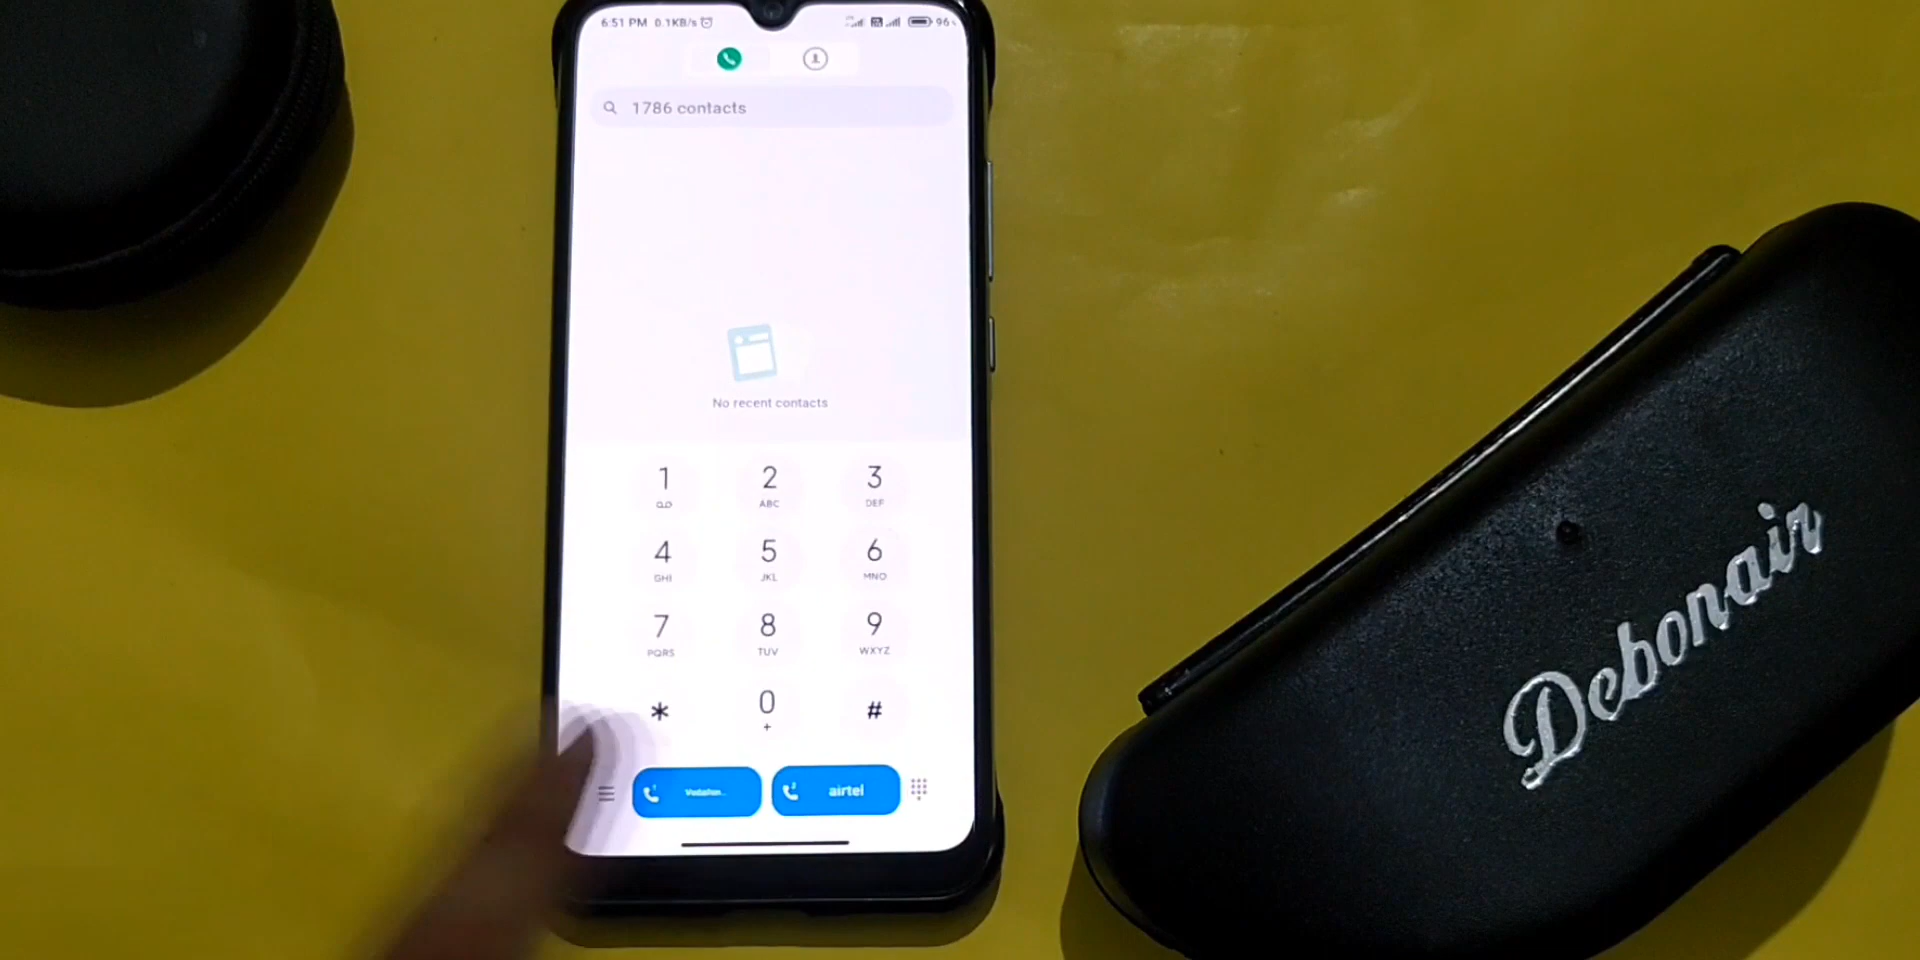 6:51 PM 0.1KB/s
96
1786 contacts
No recent contacts
1
2
ABC
3
DEF
4
GHI
5
JKL
6
MNO
7
PQRS
8
TUV
9
WXYZ
*
0
+
#
airtel
Debonair